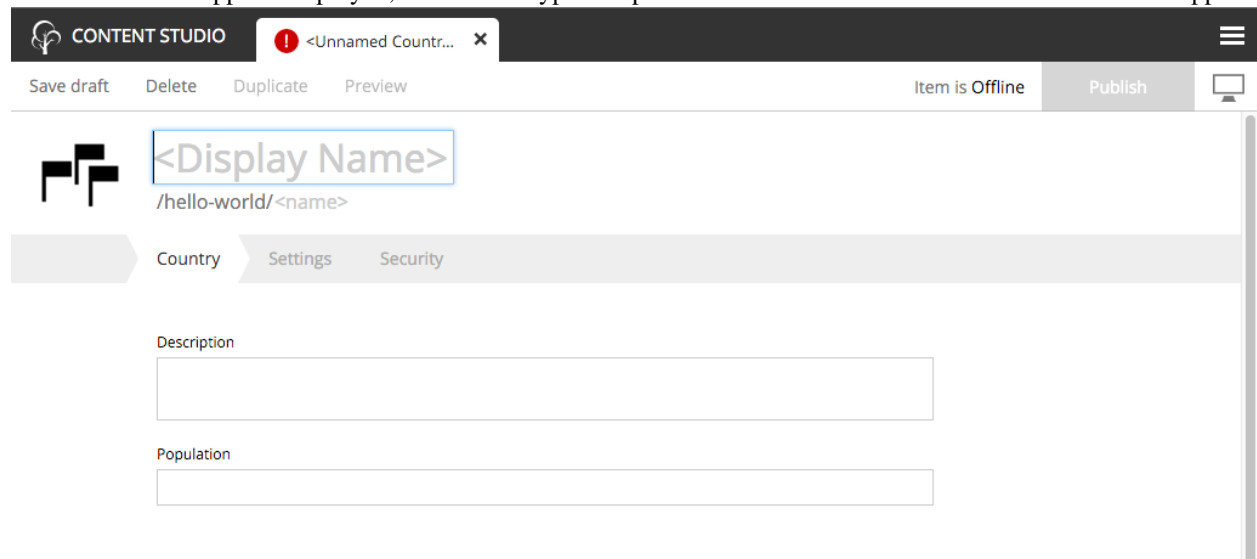 CONTENT STUDIO <Unnamed Countr... ×
Save draft Delete Duplicate Preview Item is Offline Publish
<Display Name>
/hello-world/<name>
Country Settings Security
Description
Population